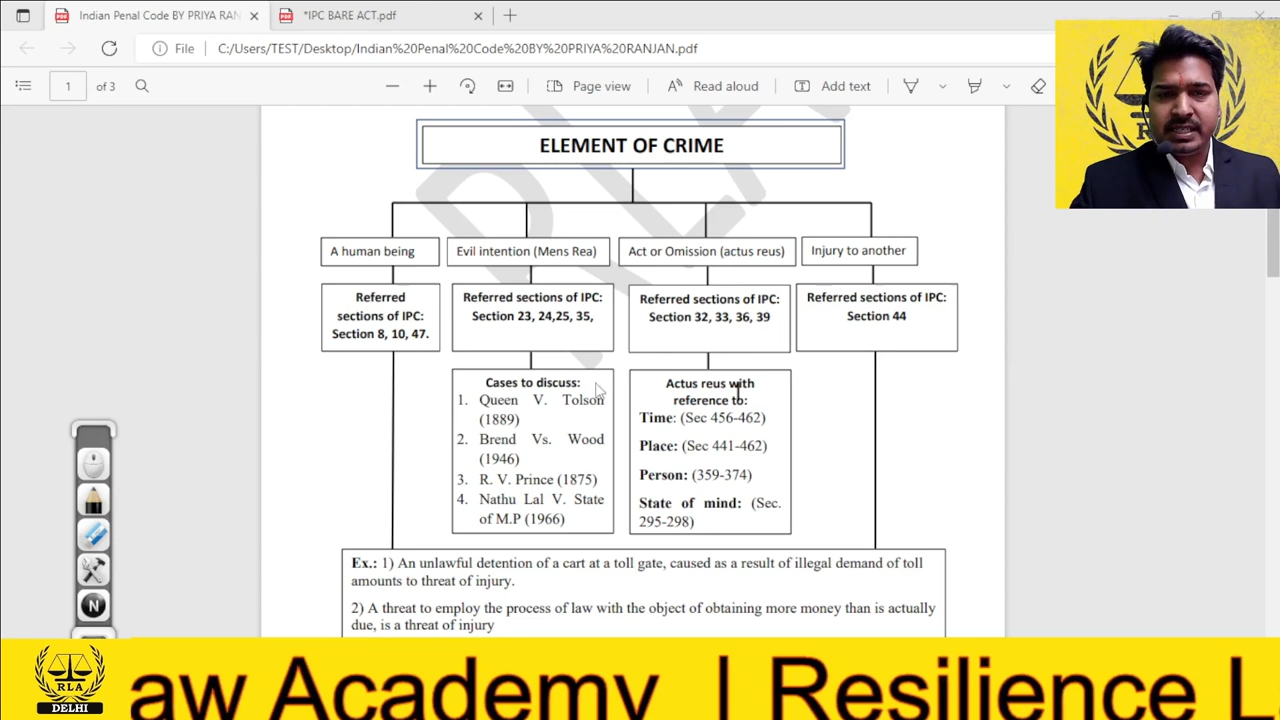 Indian Penal Code BY PRIYA RAN
*IPC BARE ACT.pdf
File
C:/Users/TEST/Desktop/Indian%20Penal%20Code%20BY%20PRIYA%20RANJAN.pdf
1 of 3
Page view
Read aloud
Add text
RLA
ELEMENT OF CRIME
A human being
Evil intention (Mens Rea)
Act or Omission (actus reus)
Injury to another
Referred
sections of IPC:
Section 8, 10, 47.
Referred sections of IPC:
Section 23, 24,25, 35,
Referred sections of IPC:
Section 32, 33, 36, 39
Referred sections of IPC:
Section 44
Cases to discuss:
1. Queen V. Tolson
(1889)
2. Brend Vs. Wood
(1946)
3. R. V. Prince (1875)
4. Nathu Lal V. State
of M.P (1966)
Actus reus with
reference to:
Time: (Sec 456-462)
Place: (Sec 441-462)
Person: (359-374)
State of mind: (Sec.
295-298)
Ex.: 1) An unlawful detention of a cart at a toll gate, caused as a result of illegal demand of toll
amounts to threat of injury.
2) A threat to employ the process of law with the object of obtaining more money than is actually
due, is a threat of injury
N
RLA
DELHI
aw Academy | Resilience L